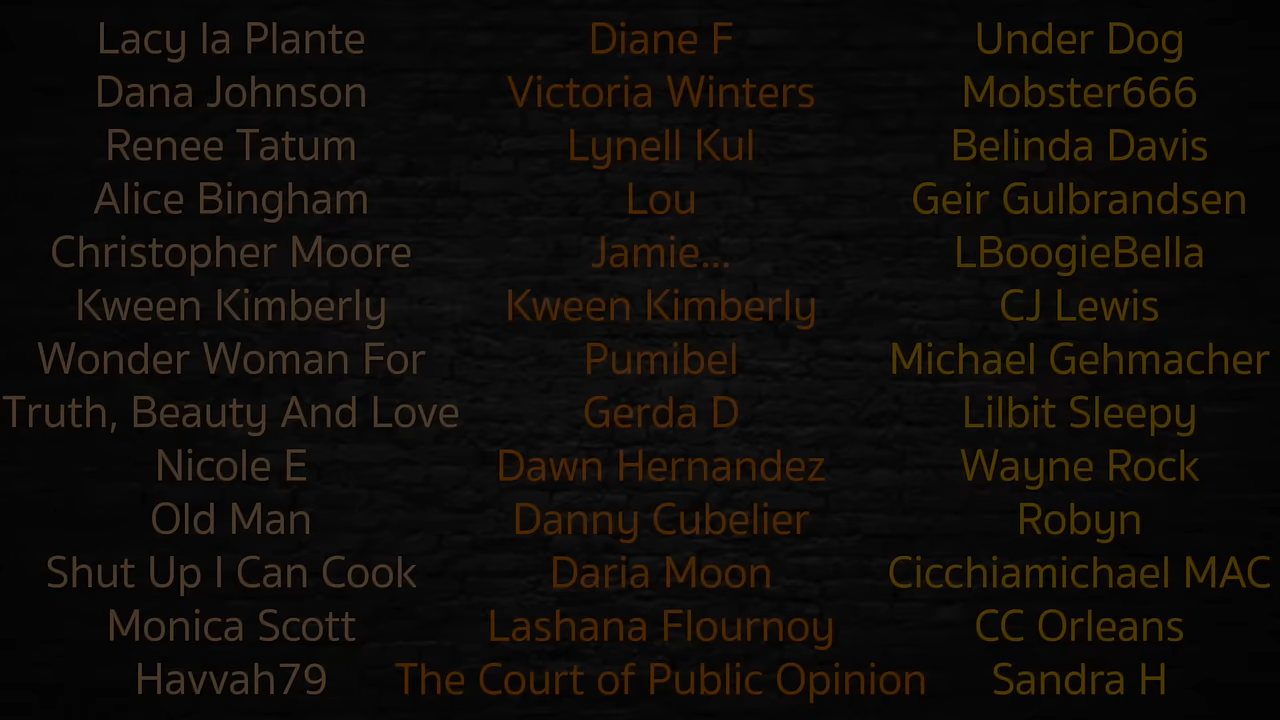 Lacy la Plante
Dana Johnson
Renee Tatum
Alice Bingham
Christopher Moore
Kween Kimberly
Wonder Woman For
Truth, Beauty And Love
Nicole E
Old Man
Shut Up I Can Cook
Monica Scott
Havvah79
Diane F
Victoria Winters
Lynell Kul
Lou
Jamie...
Kween Kimberly
Pumibel
Gerda D
Dawn Hernandez
Danny Cubelier
Daria Moon
Lashana Flournoy
The Court of Public Opinion
Under Dog
Mobster666
Belinda Davis
Geir Gulbrandsen
LBoogieBella
CJ Lewis
Michael Gehmacher
Lilbit Sleepy
Wayne Rock
Robyn
Cicchiamichael MAC
CC Orleans
Sandra H